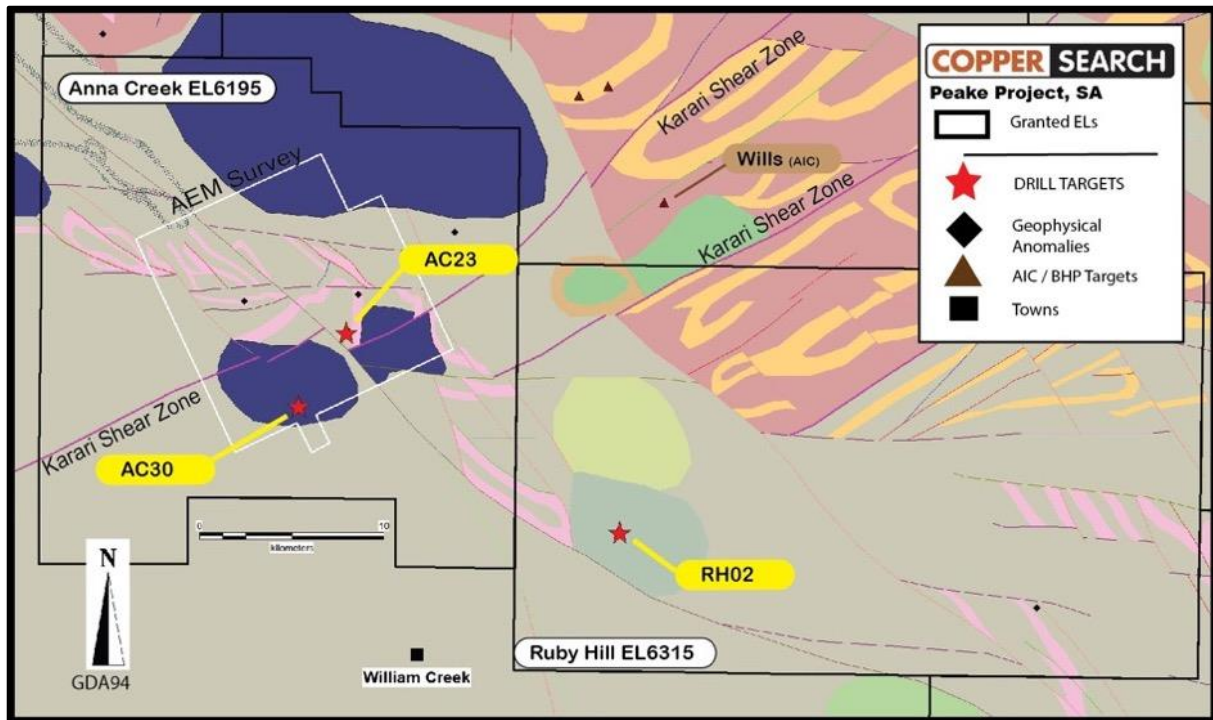 Anna Creek EL6195
AEM Survey
Karari Shear Zone
Wills (AIC)
Karari Shear Zone
AC23
Karari Shear Zone
AC30
0 10
kilometers
RH02
N
GDA94
William Creek
Ruby Hill EL6315
COPPER SEARCH
Peake Project, SA
Granted ELs
DRILL TARGETS
Geophysical
Anomalies
AIC / BHP Targets
Towns